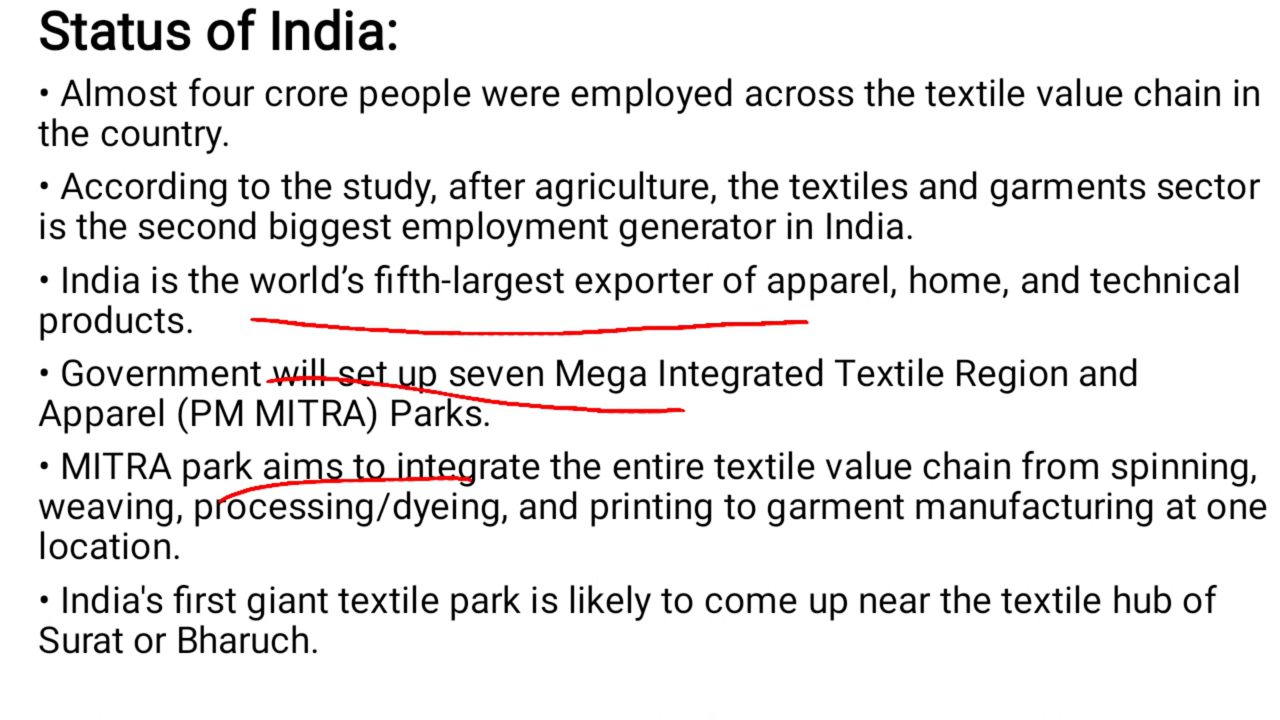 Status of India:
• Almost four crore people were employed across the textile value chain in
the country.
• According to the study, after agriculture, the textiles and garments sector
is the second biggest employment generator in India.
• India is the world’s fifth-largest exporter of apparel, home, and technical
products.
• Government will set up seven Mega Integrated Textile Region and
Apparel (PM MITRA) Parks.
• MITRA park aims to integrate the entire textile value chain from spinning,
weaving, processing/dyeing, and printing to garment manufacturing at one
location.
• India's first giant textile park is likely to come up near the textile hub of
Surat or Bharuch.